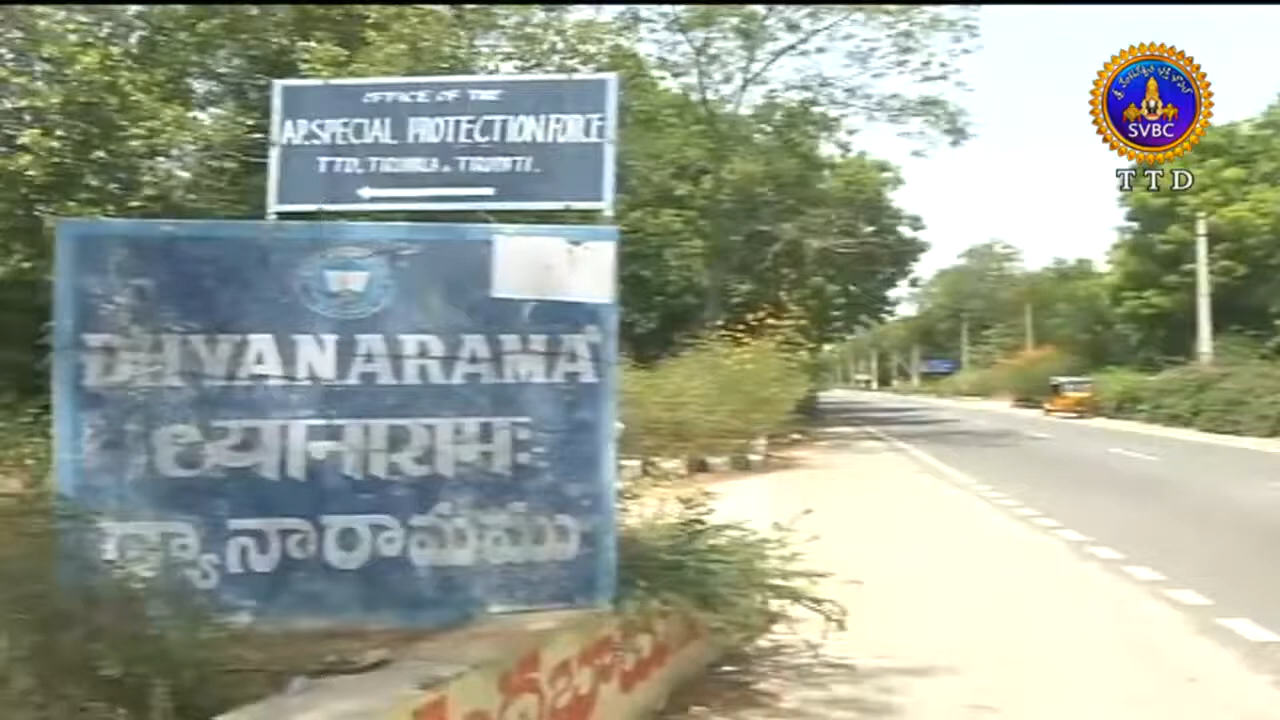 OFFICE OF THE
A.P. SPECIAL PROTECTION FORCE
TTD, TIRUMALA & TIRUPATI.
DHYANARAMA
ध्यानारामः
ధ్యానారామము
SVBC
TTD